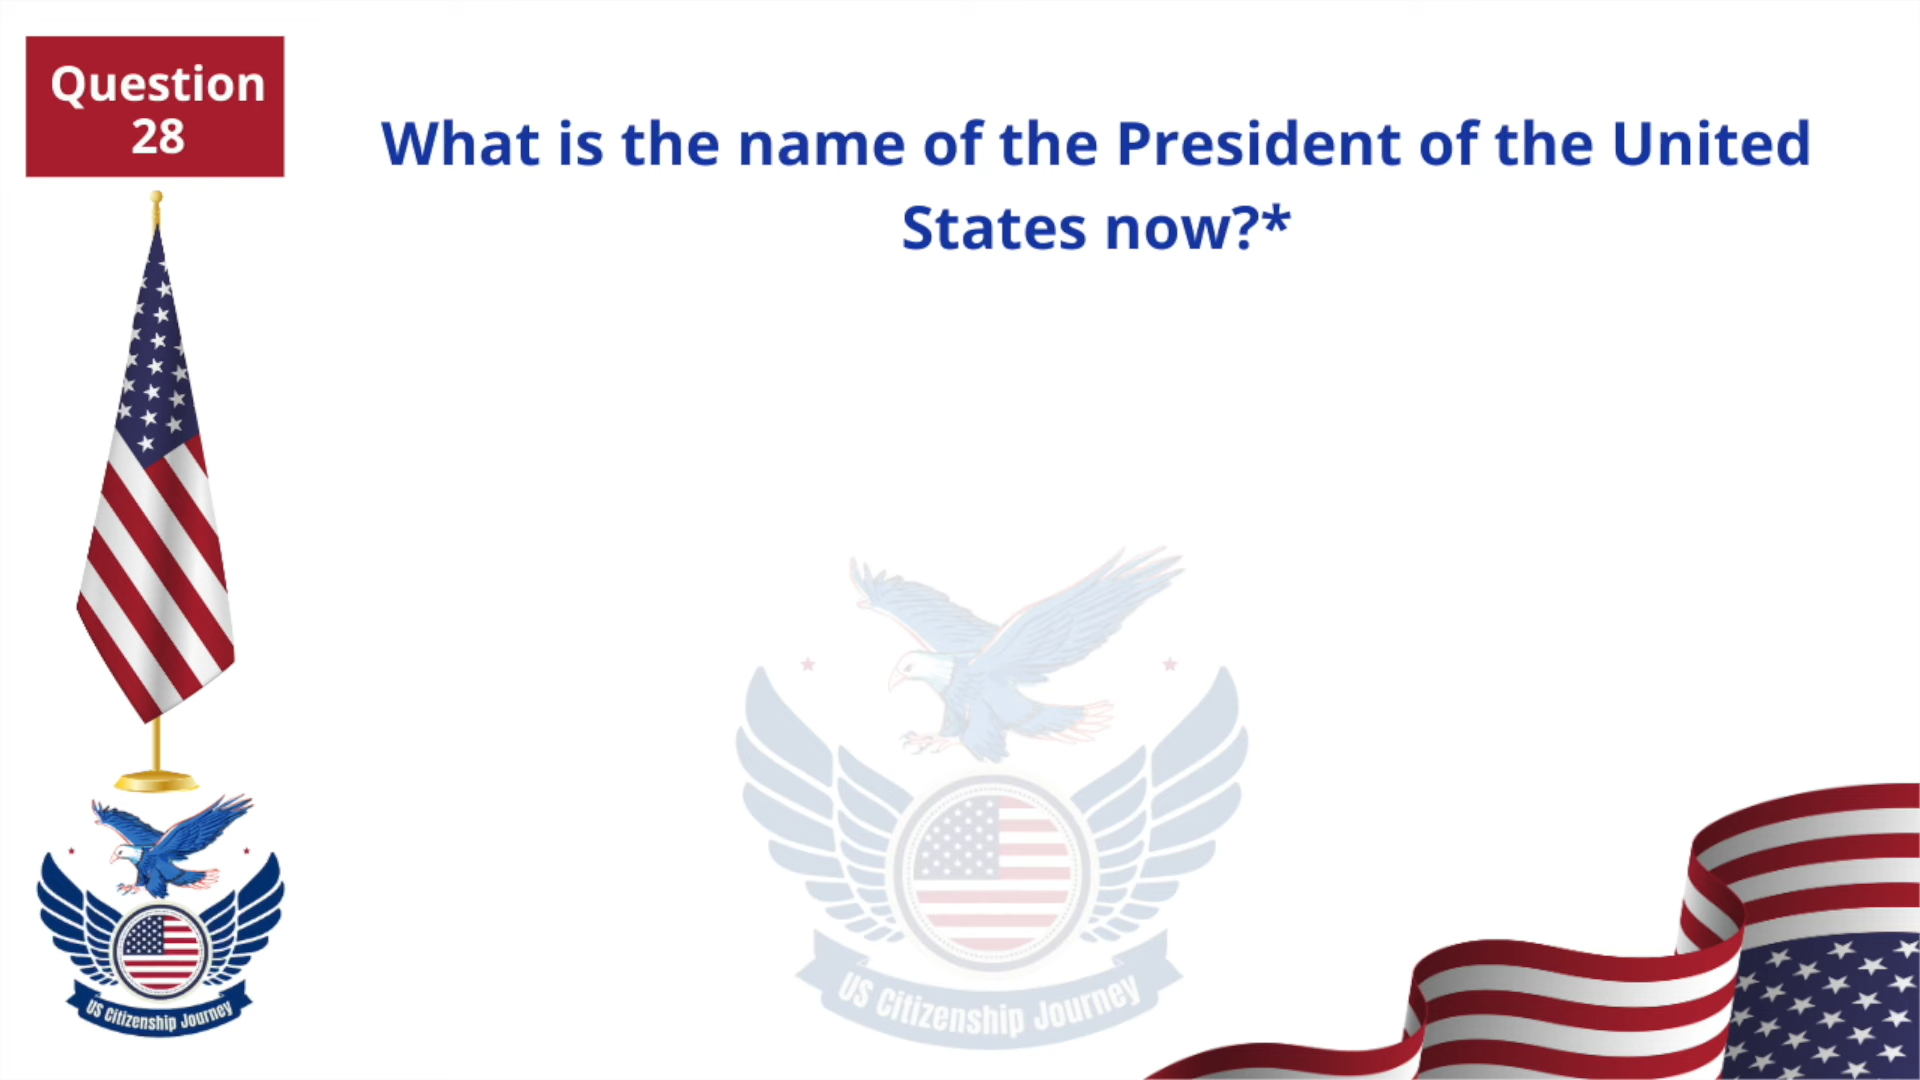 Question
28
What is the name of the President of the United
States now?*
US Citizenship Journey
US Citizenship Journey